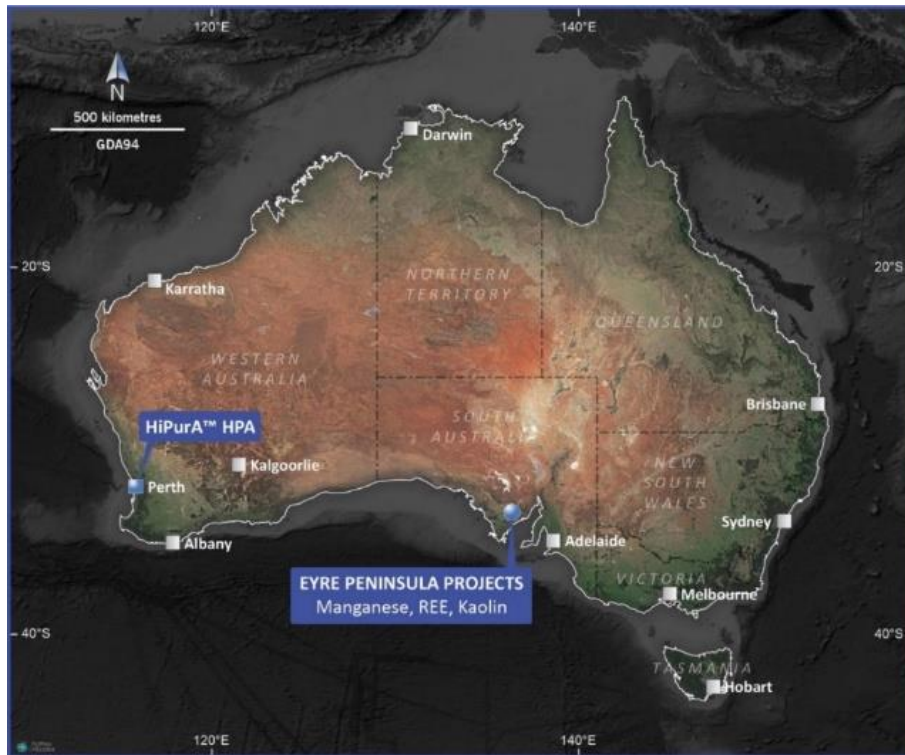 120°E
140°E
N
500 kilometres
GDA94
Darwin
20°S
20°S
Karratha
NORTHERN
TERRITORY
QUEENSLAND
WESTERN
AUSTRALIA
Brisbane
SOUTH
AUSTRALIA
HiPurA™ HPA
Kalgoorlie
NEW
SOUTH
WALES
Perth
Sydney
Albany
Adelaide
EYRE PENINSULA PROJECTS
Manganese, REE, Kaolin
VICTORIA
Melbourne
40°S
40°S
TASMANIA
Hobart
120°E
140°E